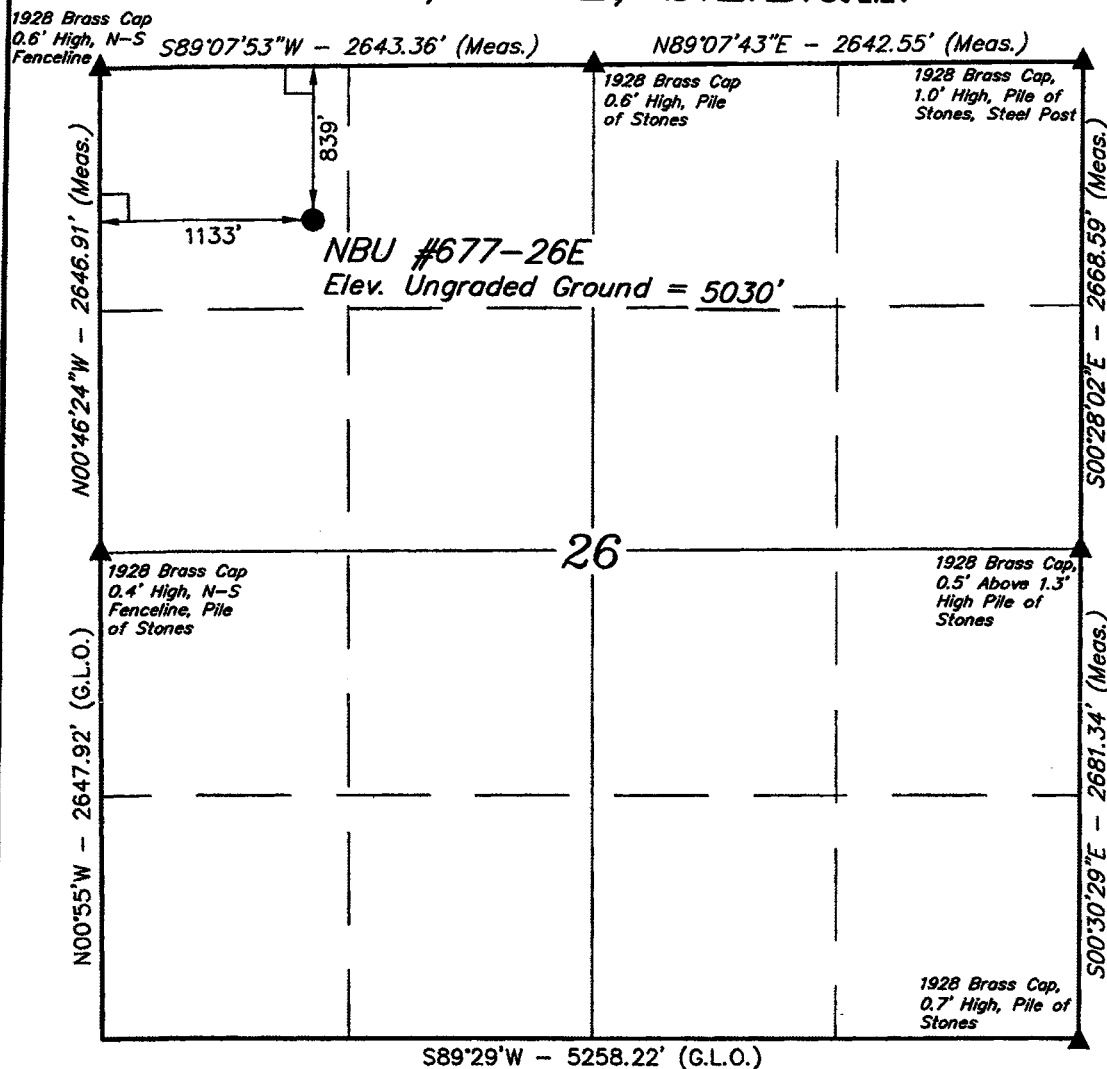 1928 Brass Cap
0.6' High, N-S
Fenceline
S89°07'53"W - 2643.36' (Meas.)
N89°07'43"E - 2642.55' (Meas.)
1928 Brass Cap
0.6' High, Pile
of Stones
1928 Brass Cap,
1.0' High, Pile of
Stones, Steel Post
839'
1133'
NBU #677-26E
Elev. Ungraded Ground = 5030'
N00°46'24"W - 2646.91' (Meas.)
S00°28'02"E - 2668.59' (Meas.)
26
1928 Brass Cap
0.4' High, N-S
Fenceline, Pile
of Stones
1928 Brass Cap,
0.5' Above 1.3'
High Pile of
Stones
N00°55'W - 2647.92' (G.L.O.)
S00°30'29"E - 2681.34' (Meas.)
1928 Brass Cap,
0.7' High, Pile of
Stones
S89°29'W - 5258.22' (G.L.O.)